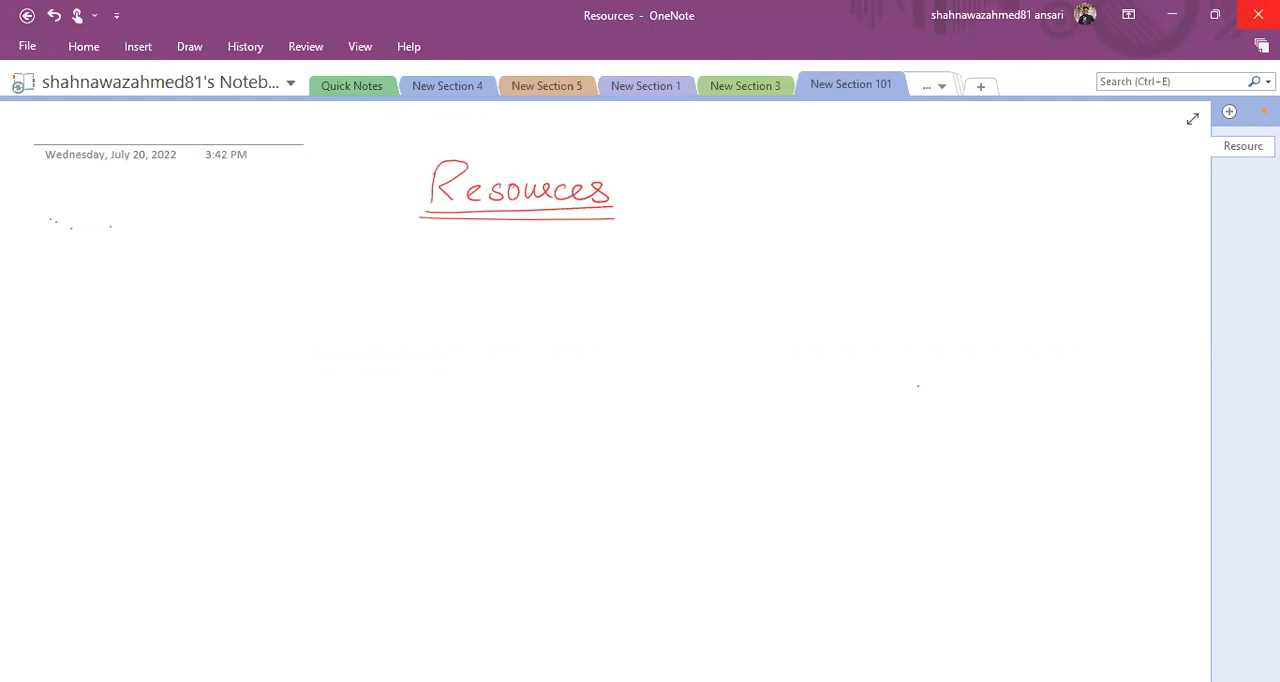 Resources - OneNote
shahnawazahmed81 ansari
File Home Insert Draw History Review View Help
shahnawazahmed81's Noteb...
Quick Notes New Section 4 New Section 5 New Section 1 New Section 3 New Section 101 ...
Search (Ctrl+E)
Resourc
Wednesday, July 20, 2022 3:42 PM
Resources